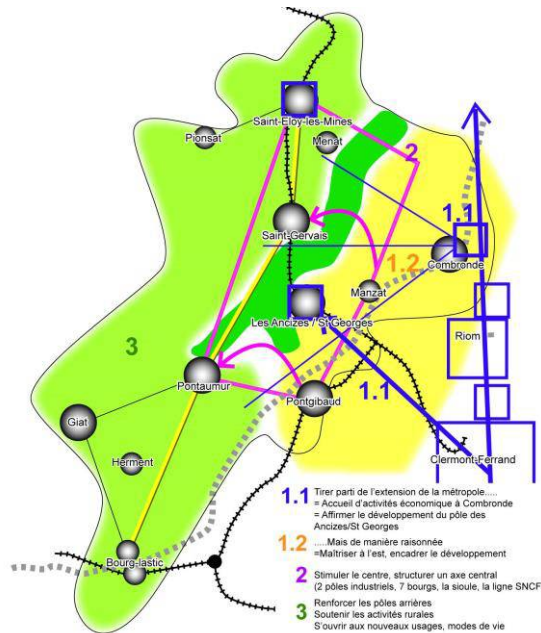 Saint-Eloy-les-Mines
Pionsat
Menat
2
1.1
Saint-Gervais
1.2
Combronde
Manzat
Les Ancizes / St Georges
Riom
3
Pontaumur
1.1
Pontgibaud
Giat
Clermont-Ferrand
Herment
Bourg-lastic
1.1 Tirer parti de l'extension de la métropole.....
= Accueil d'activités économique à Combronde
= Affirmer le développement du pôle des
Ancizes/St Georges
1.2 .....Mais de manière raisonnée
=Maîtriser à l'est, encadrer le développement
2 Stimuler le centre, structurer un axe central
(2 pôles industriels, 7 bourgs, la sioule, la ligne SNCF
3 Renforcer les pôles arrières
Soutenir les activités rurales
S'ouvrir aux nouveaux usages, modes de vie